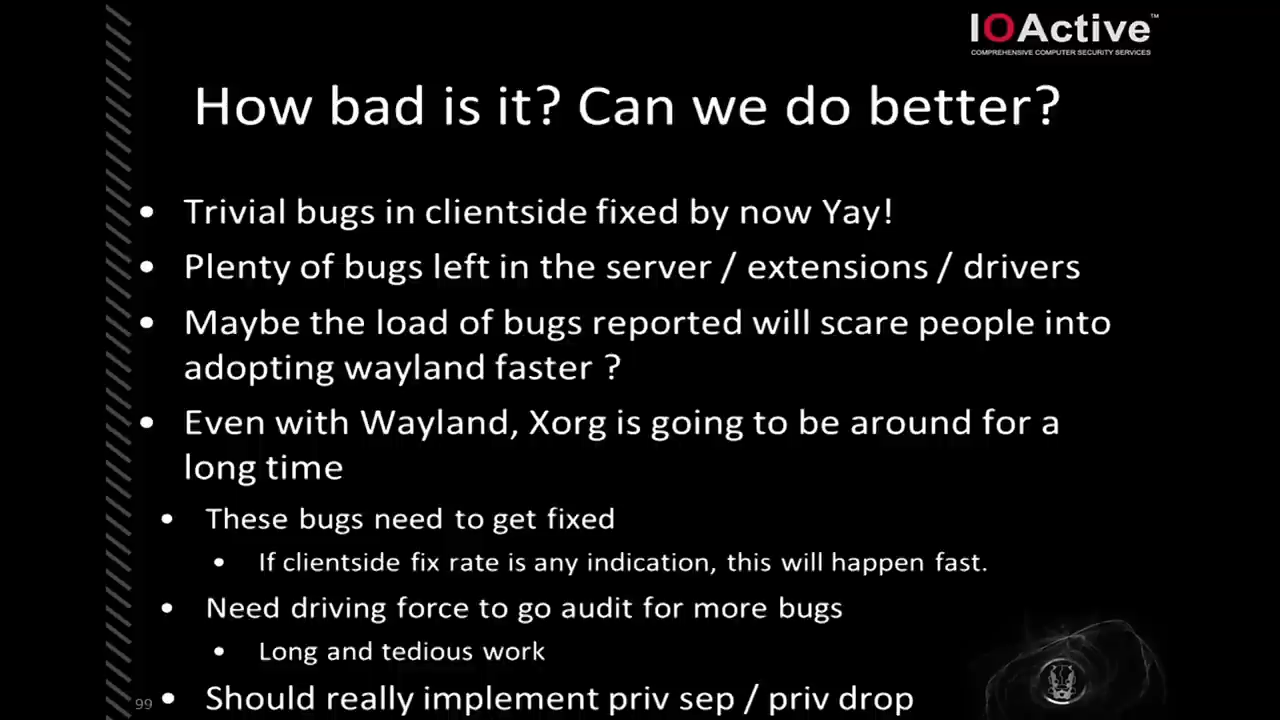 IOActive™
COMPREHENSIVE COMPUTER SECURITY SERVICES
How bad is it? Can we do better?
• Trivial bugs in clientside fixed by now Yay!
• Plenty of bugs left in the server / extensions / drivers
• Maybe the load of bugs reported will scare people into
adopting wayland faster ?
• Even with Wayland, Xorg is going to be around for a
long time
• These bugs need to get fixed
• If clientside fix rate is any indication, this will happen fast.
• Need driving force to go audit for more bugs
• Long and tedious work
• Should really implement priv sep / priv drop
99